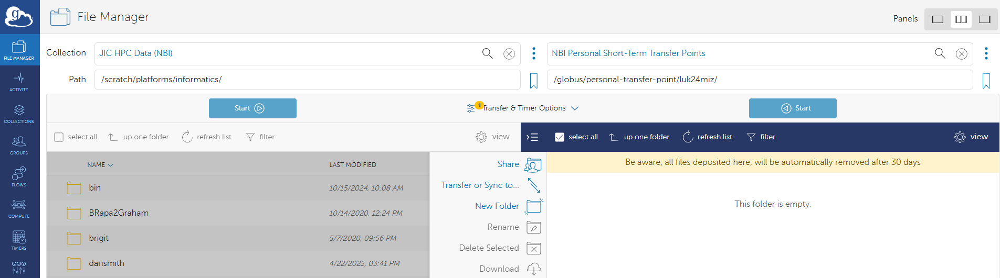 g
File Manager
Panels
FILE MANAGER
ACTIVITY
COLLECTIONS
GROUPS
FLOWS
COMPUTE
TIMERS
Collection
JIC HPC Data (NBI)
NBI Personal Short-Term Transfer Points
Path
/scratch/platforms/informatics/
/globus/personal-transfer-point/luk24miz/
Start
1
Transfer & Timer Options
Start
select all
up one folder
refresh list
filter
view
select all
up one folder
refresh list
filter
view
NAME
LAST MODIFIED
bin
10/15/2024, 10:08 AM
BRapa2Graham
10/14/2020, 12:24 PM
brigit
5/7/2020, 09:56 PM
dansmith
4/22/2025, 03:41 PM
Share
Transfer or Sync to...
New Folder
Rename
Delete Selected
Download
Be aware, all files deposited here, will be automatically removed after 30 days
This folder is empty.